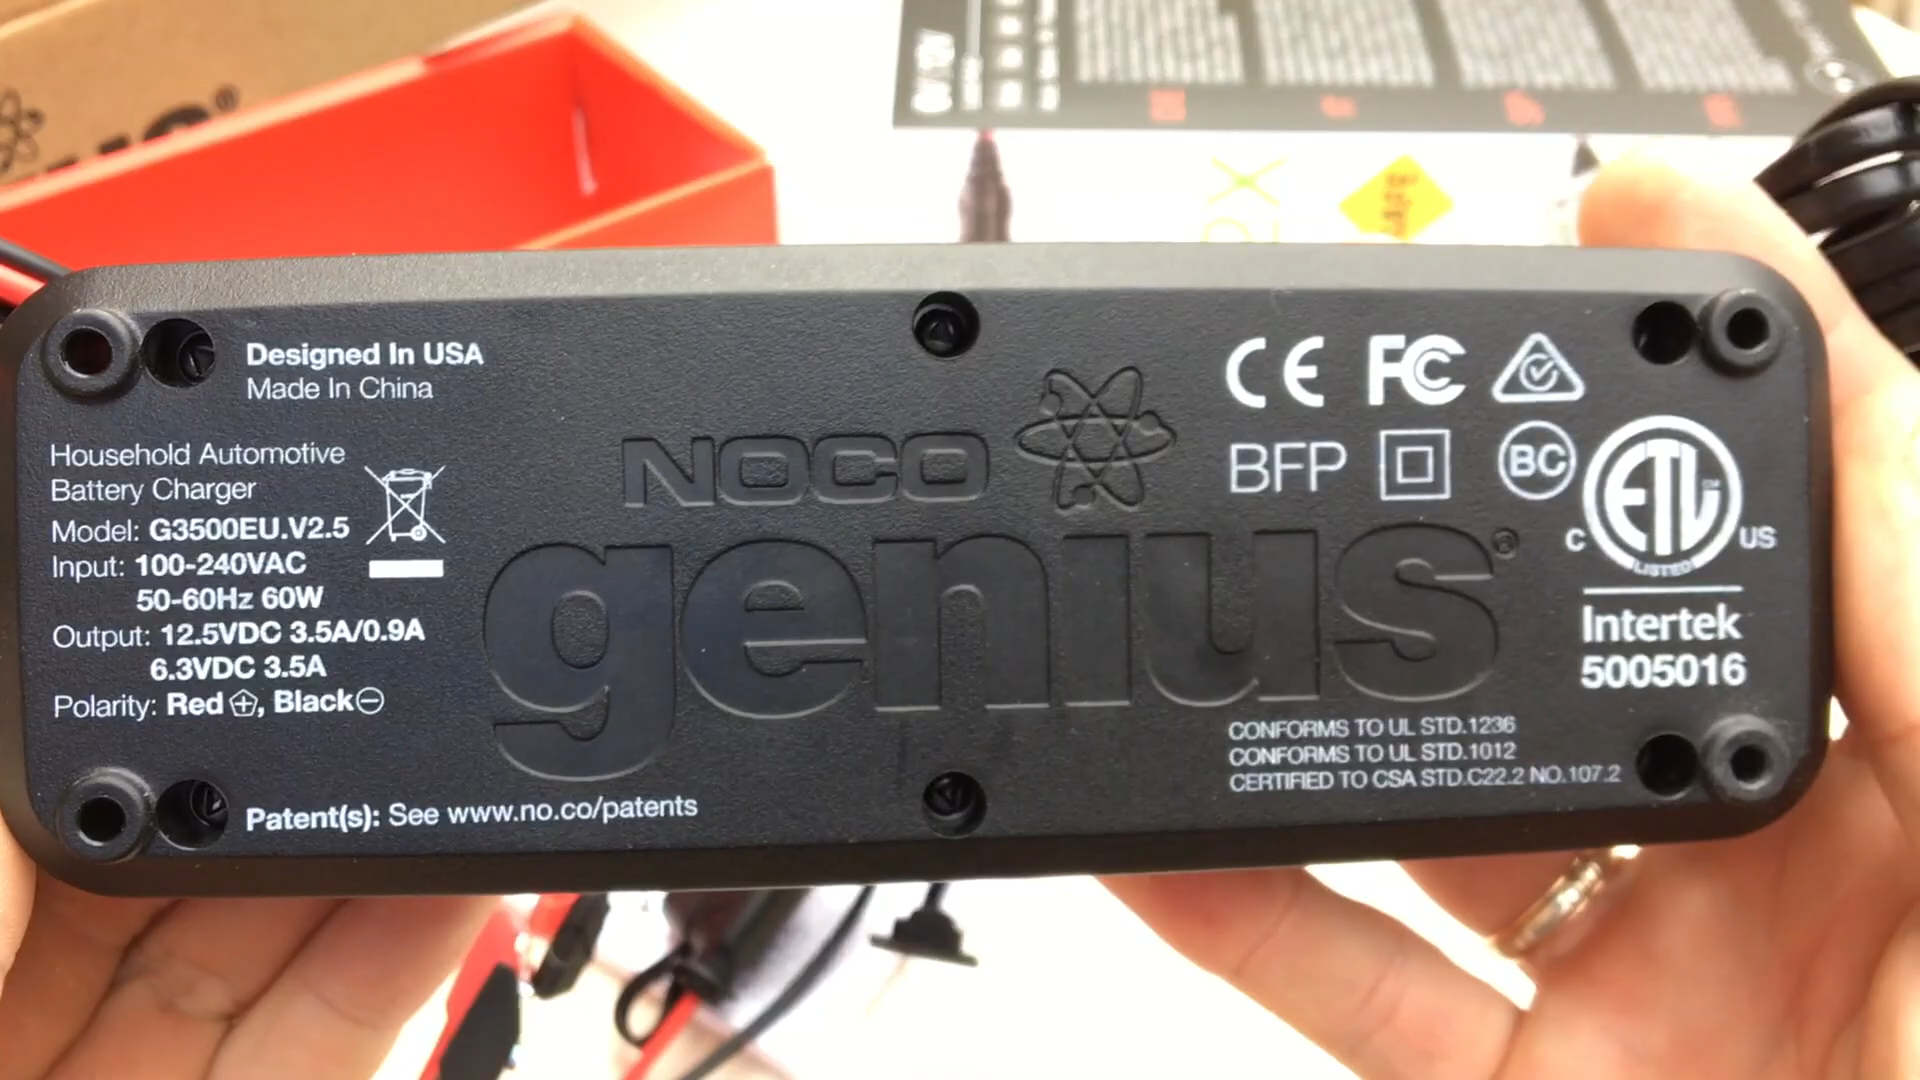 Designed In USA
Made In China
Household Automotive
Battery Charger
Model: G3500EU.V2.5
Input: 100-240VAC
50-60Hz 60W
Output: 12.5VDC 3.5A/0.9A
6.3VDC 3.5A
Polarity: Red ⊕, Black ⊖
Patent(s): See www.no.co/patents
NOCO
genius®
CE FC
BFP BC
ETL
C US
LISTED
Intertek
5005016
CONFORMS TO UL STD.1236
CONFORMS TO UL STD.1012
CERTIFIED TO CSA STD.C22.2 NO.107.2